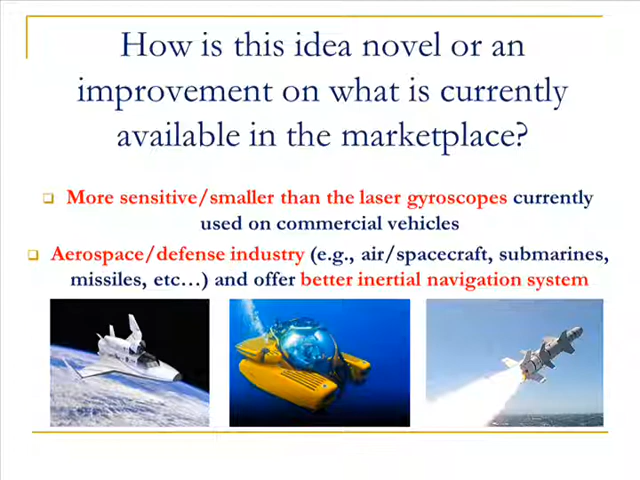 How is this idea novel or an
improvement on what is currently
available in the marketplace?
More sensitive/smaller than the laser gyroscopes currently
used on commercial vehicles
Aerospace/defense industry (e.g., air/spacecraft, submarines,
missiles, etc…) and offer better inertial navigation system